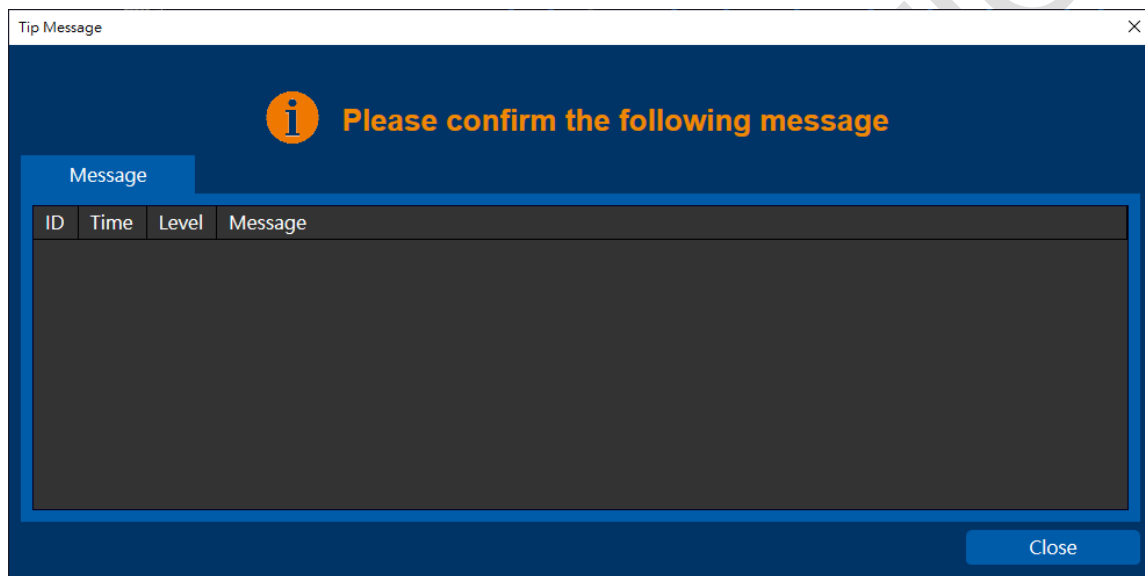 Tip Message
Please confirm the following message
Message
ID Time Level Message
Close